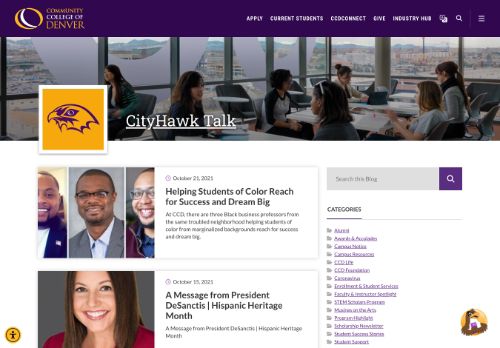 COMMUNITY
COLLEGE OF
DENVER
APPLY CURRENT STUDENTS CCDCONNECT GIVE INDUSTRY HUB
CityHawk Talk
October 21, 2021
Helping Students of Color Reach
for Success and Dream Big
At CCD, there are three Black business professors from
the same troubled neighborhood helping students of
color from marginalized backgrounds reach for success
and dream big.
October 15, 2021
A Message from President
DeSanctis | Hispanic Heritage
Month
A Message from President DeSanctis | Hispanic Heritage
Month
Search this Blog
CATEGORIES
Alumni
Awards & Accolades
Campus Notice
Campus Resources
CCD Life
CCD Foundation
Coronavirus
Enrollment & Student Services
Faculty & Instructor Spotlight
STEM Scholars Program
Musings on the Arts
Program Highlight
Scholarship Newsletter
Student Success Stories
Student Support